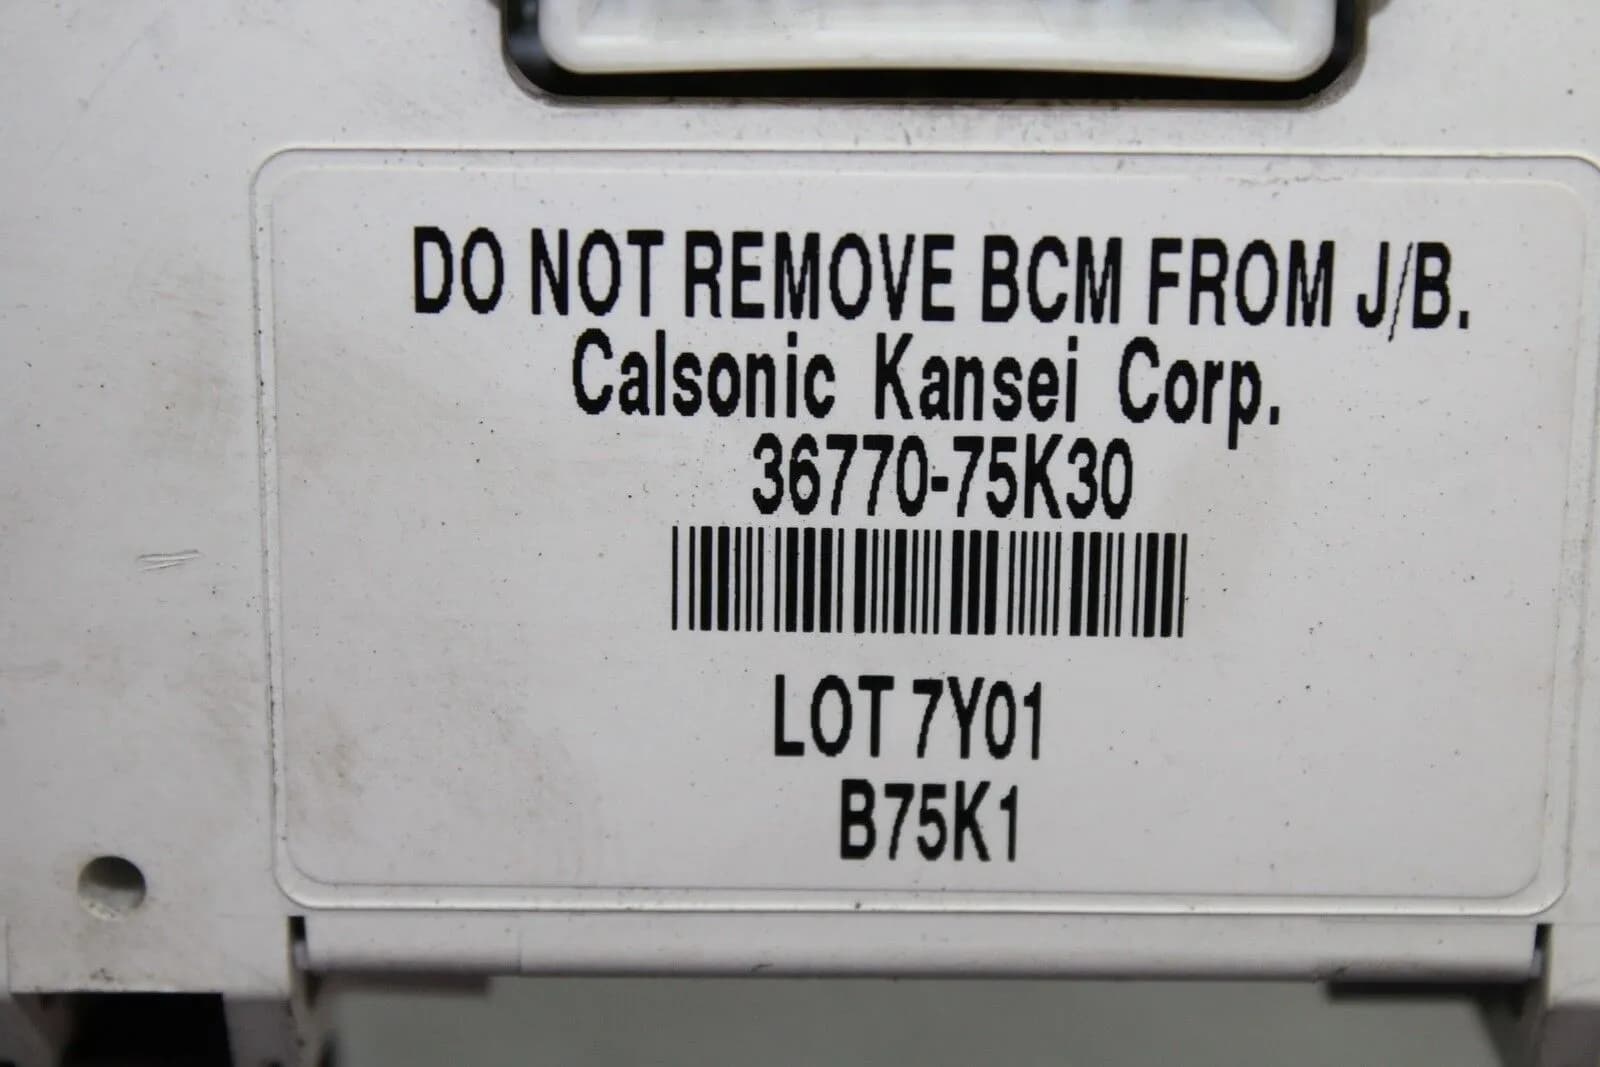 DO NOT REMOVE BCM FROM J/B.
Calsonic Kansei Corp.
36770-75K30
LOT 7Y01
B75K1